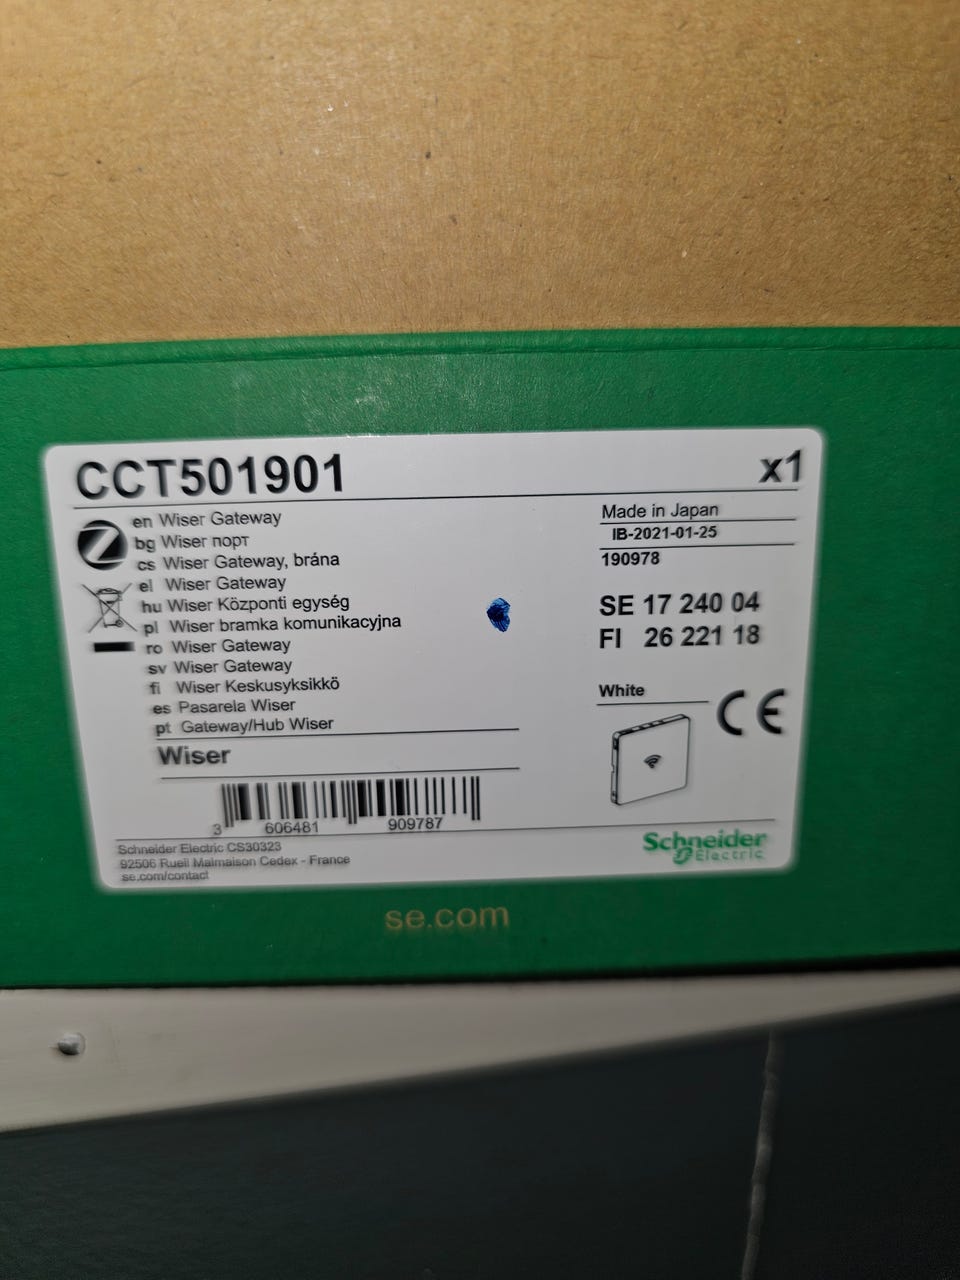 CCT501901
x1
en Wiser Gateway
bg Wiser порт
cs Wiser Gateway, brána
el Wiser Gateway
hu Wiser Központi egység
pl Wiser bramka komunikacyjna
ro Wiser Gateway
sv Wiser Gateway
fi Wiser Keskusyksikkö
es Pasarela Wiser
pt Gateway/Hub Wiser
Wiser
Made in Japan
IB-2021-01-25
190978
SE 17 240 04
FI 26 221 18
White
CE
3 606481 909787
Schneider Electric CS30323
92506 Rueil Malmaison Cedex - France
se.com/contact
Schneider
Electric
se.com